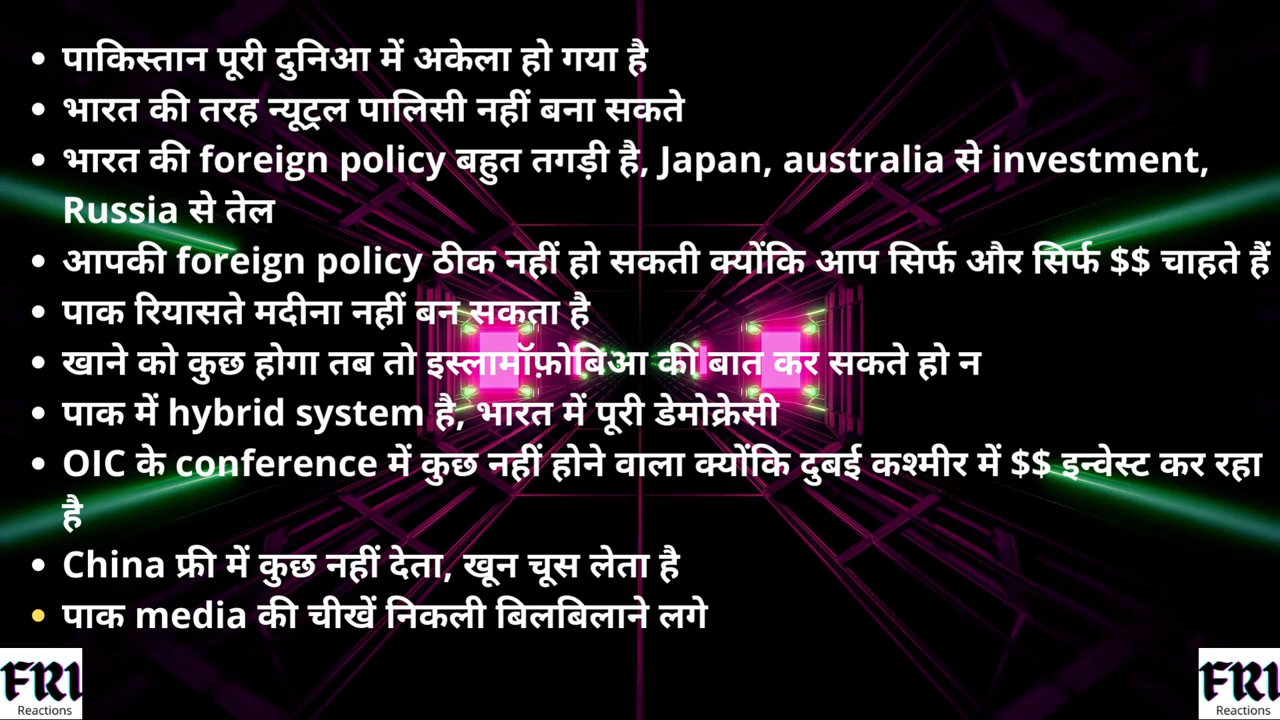 • पाकिस्तान पूरी दुनिआ में अकेला हो गया है
• भारत की तरह न्यूट्रल पालिसी नहीं बना सकते
• भारत की foreign policy बहुत तगड़ी है, Japan, australia से investment,
Russia से तेल
• आपकी foreign policy ठीक नहीं हो सकती क्योंकि आप सिर्फ और सिर्फ $$ चाहते हैं
• पाक रियासते मदीना नहीं बन सकता है
• खाने को कुछ होगा तब तो इस्लामॉफ़ोबिआ की बात कर सकते हो न
• पाक में hybrid system है, भारत में पूरी डेमोक्रेसी
• OIC के conference में कुछ नहीं होने वाला क्योंकि दुबई कश्मीर में $$ इन्वेस्ट कर रहा
है
• China फ्री में कुछ नहीं देता, खून चूस लेता है
• पाक media की चीखें निकली बिलबिलाने लगे
FRI
Reactions
FRI
Reactions